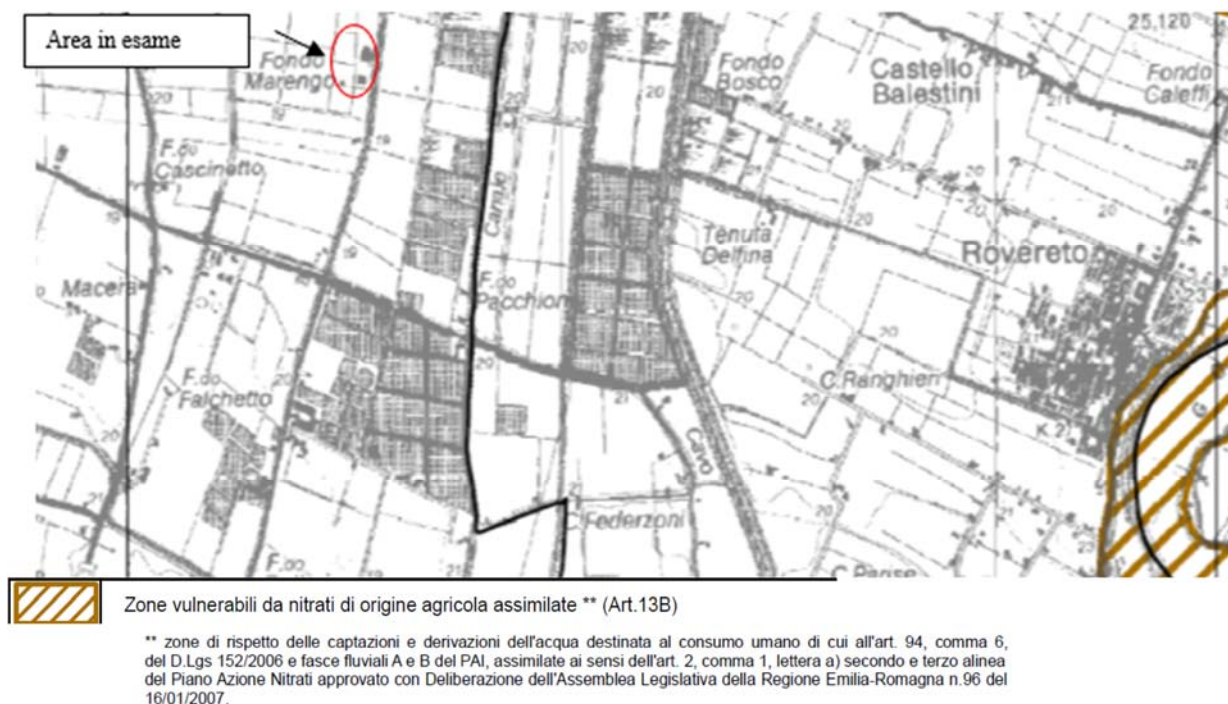 Area in esame
25,120
Fondo
Marengo
Fondo
Bosco
Castello
Balestini
Fondo
Caleffi
F.do
Cascinetto
Canale
Tenuta
Delfina
Rovereto
Macera
F.do
Pacchioni
F.do
Falchetto
C.Ranghieri
Cavo
Federzoni
F.do
C.Parise
Zone vulnerabili da nitrati di origine agricola assimilate ** (Art.13B)
** zone di rispetto delle captazioni e derivazioni dell'acqua destinata al consumo umano di cui all'art. 94, comma 6,
del D.Lgs 152/2006 e fasce fluviali A e B del PAI, assimilate ai sensi dell'art. 2, comma 1, lettera a) secondo e terzo alinea
del Piano Azione Nitrati approvato con Deliberazione dell'Assemblea Legislativa della Regione Emilia-Romagna n.96 del
16/01/2007.